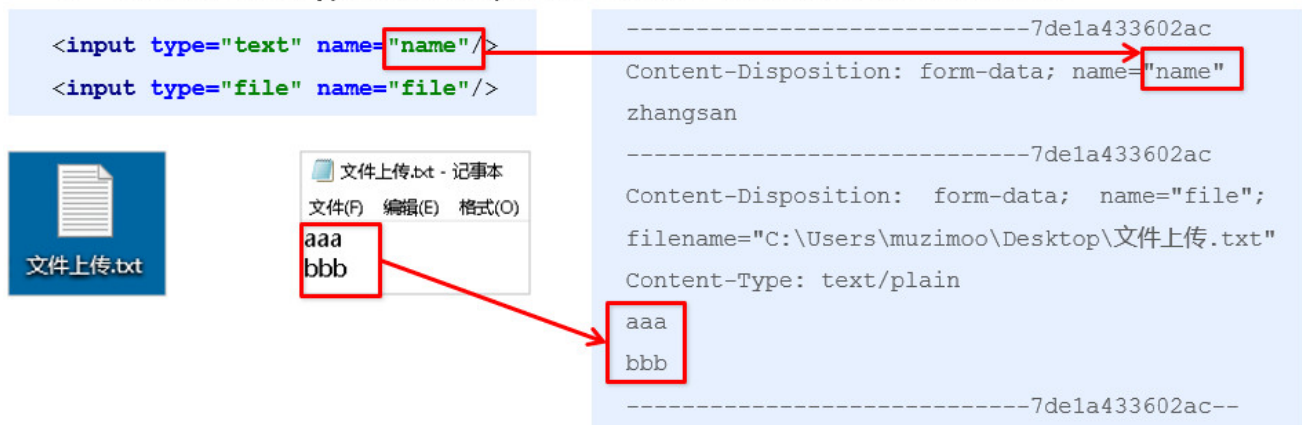 <input type="text" name="name"/>
<input type="file" name="file"/>
文件上传.txt
文件上传.txt - 记事本
文件(F) 编辑(E) 格式(O)
aaa
bbb
-----------------------------7de1a433602ac
Content-Disposition: form-data; name="name"
zhangsan
-----------------------------7de1a433602ac
Content-Disposition: form-data; name="file";
filename="C:\Users\muzimoo\Desktop\文件上传.txt"
Content-Type: text/plain
aaa
bbb
-----------------------------7de1a433602ac--